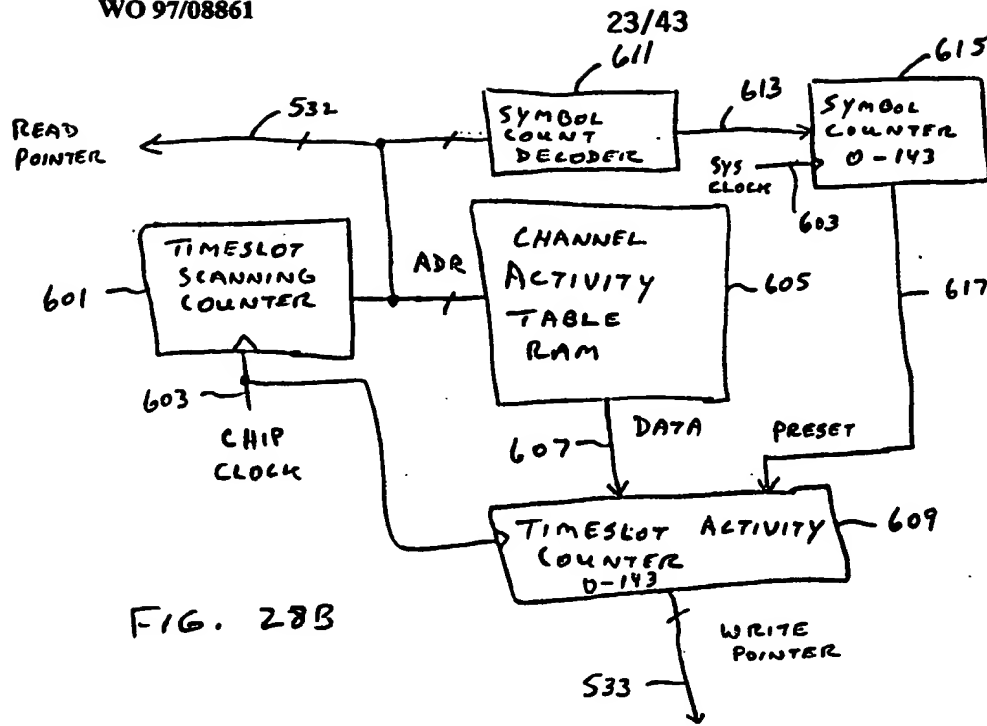 WO 97/08861
23/43
611
615
532
613
READ
POINTER
SYMBOL
COUNT
DECODER
SYMBOL
COUNTER
0-143
SYS
CLOCK
603
TIMESLOT
SCANNING
COUNTER
601
ADR
CHANNEL
ACTIVITY
TABLE
RAM
605
617
603
CHIP
CLOCK
607
DATA
PRESET
TIMESLOT ACTIVITY
COUNTER
0-143
609
FIG. 28B
WRITE
POINTER
533